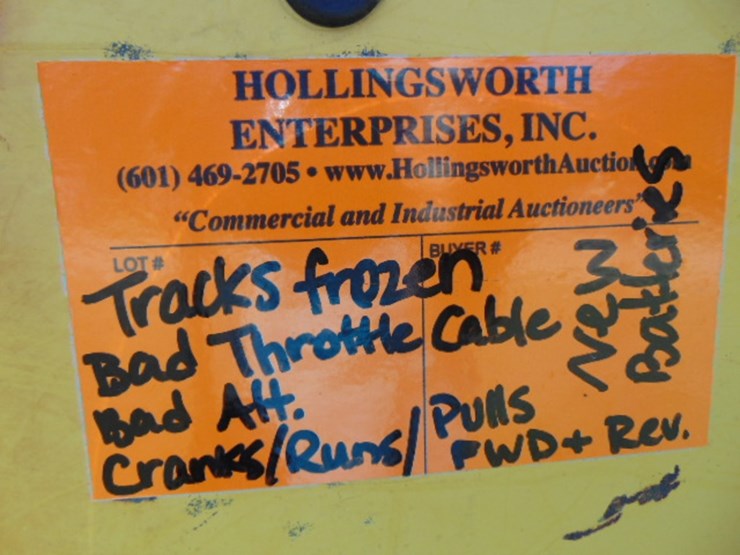 HOLLINGSWORTH
ENTERPRISES, INC.
(601) 469-2705 • www.HollingsworthAuction.com
"Commercial and Industrial Auctioneers"
LOT #
BUYER #
Tracks frozen
Bad Throttle Cable
Bad Alt.
Cranks/Runs/Pulls
FWD + Rev.
New
Batteries